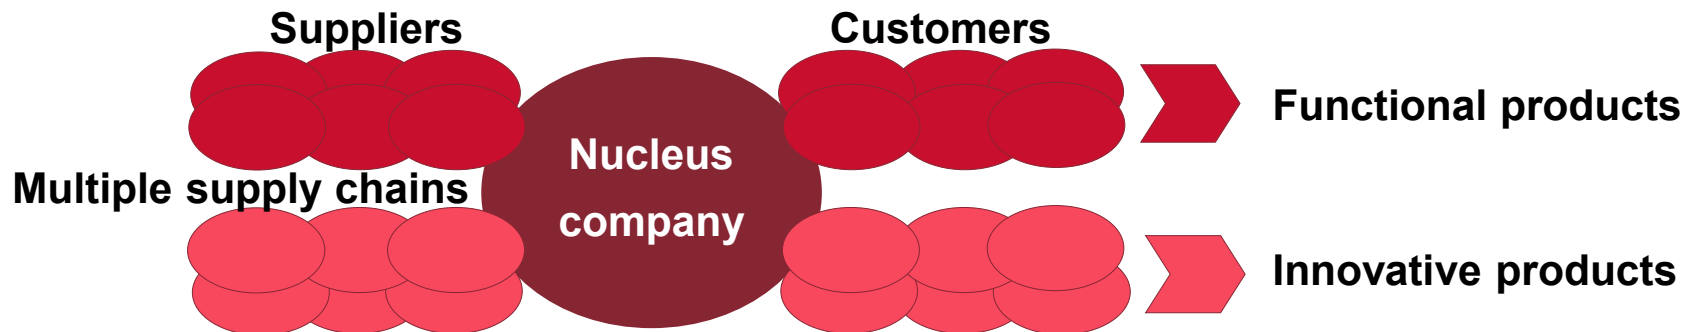 Suppliers
Customers
Functional products
Nucleus
company
Multiple supply chains
Innovative products